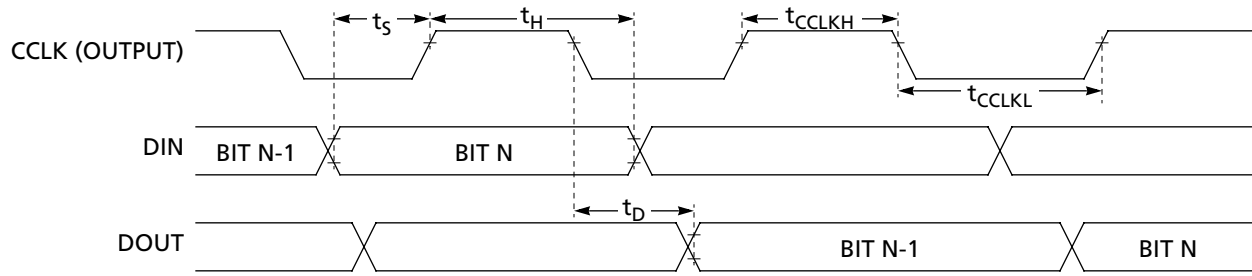 t_S t_H t_CCLKH
CCLK (OUTPUT)
t_CCLKL
DIN BIT N-1 BIT N
t_D
DOUT BIT N-1 BIT N